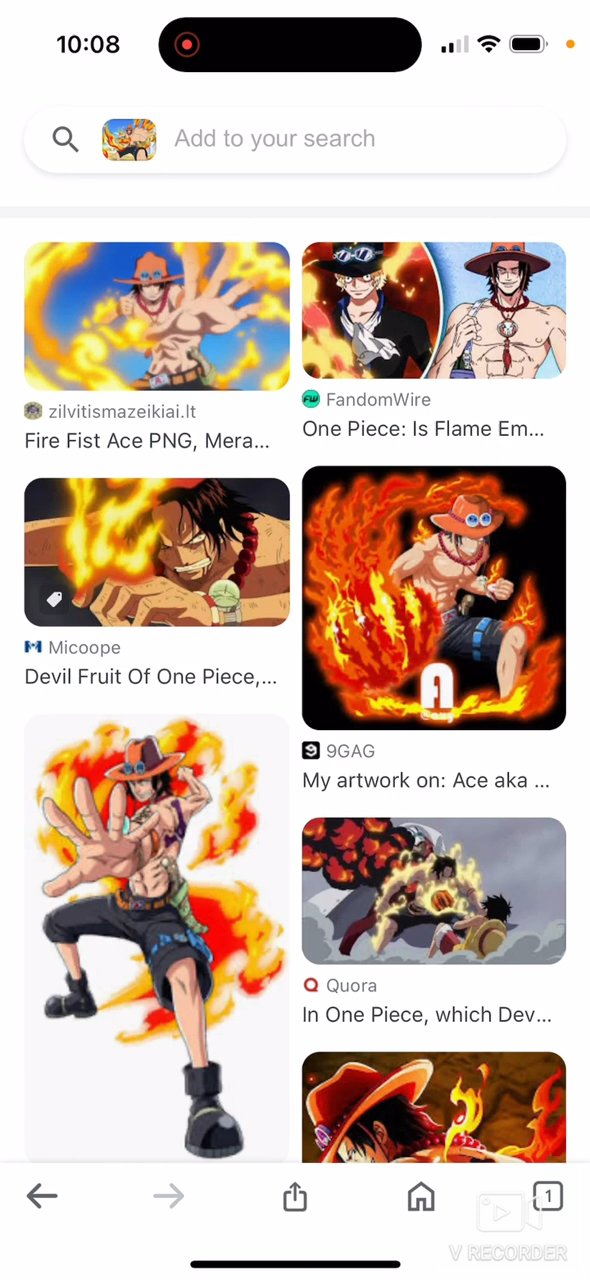 10:08
Add to your search
zilvitismazeikiai.lt
Fire Fist Ace PNG, Mera...
FW FandomWire
One Piece: Is Flame Em...
Micoope
Devil Fruit Of One Piece,...
A
9GAG
My artwork on: Ace aka ...
Quora
In One Piece, which Dev...
1
V RECORDER